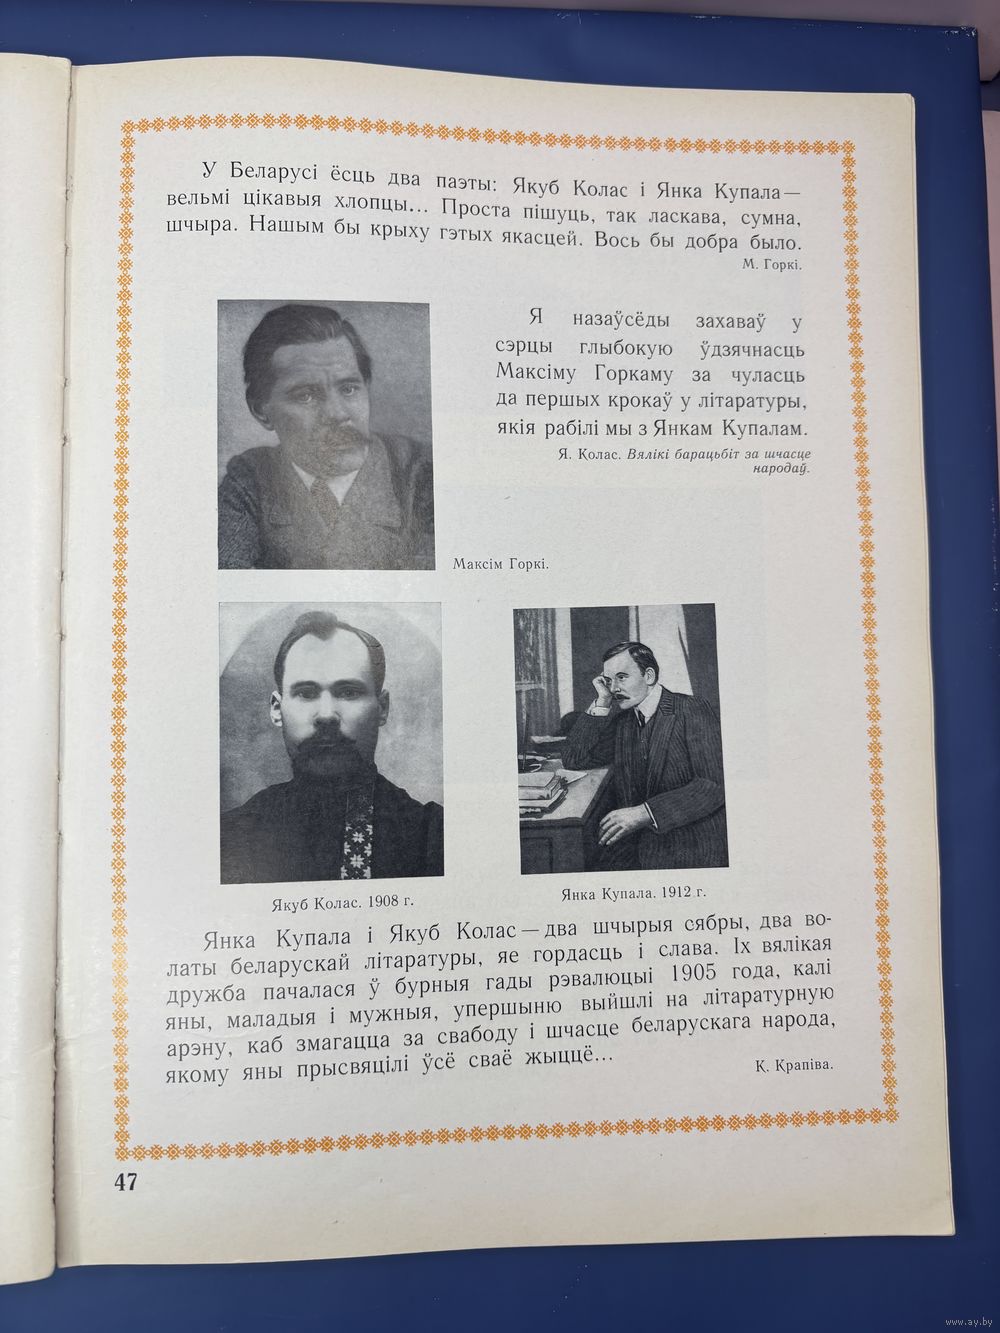 У Беларусі ёсць два паэты: Якуб Колас і Янка Купала—
вельмі цікавыя хлопцы... Проста пішуць, так ласкава, сумна,
шчыра. Нашым бы крыху гэтых якасцей. Вось бы добра было.
М. Горкі.
Я назаўсёды захаваў у
сэрцы глыбокую ўдзячнасць
Максіму Горкаму за чуласць
да першых крокаў у літаратуры,
якія рабілі мы з Янкам Купалам.
Я. Колас. Вялікі барацьбіт за шчасце
народаў.
Максім Горкі.
Якуб Колас. 1908 г.
Янка Купала. 1912 г.
Янка Купала і Якуб Колас — два шчырыя сябры, два во-
латы беларускай літаратуры, яе гордасць і слава. Іх вялікая
дружба пачалася ў бурныя гады рэвалюцыі 1905 года, калі
яны, маладыя і мужныя, упершыню выйшлі на літаратурную
арэну, каб змагацца за свабоду і шчасце беларускага народа,
якому яны прысвяцілі ўсё сваё жыццё...
К. Крапіва.
47
www.ay.by